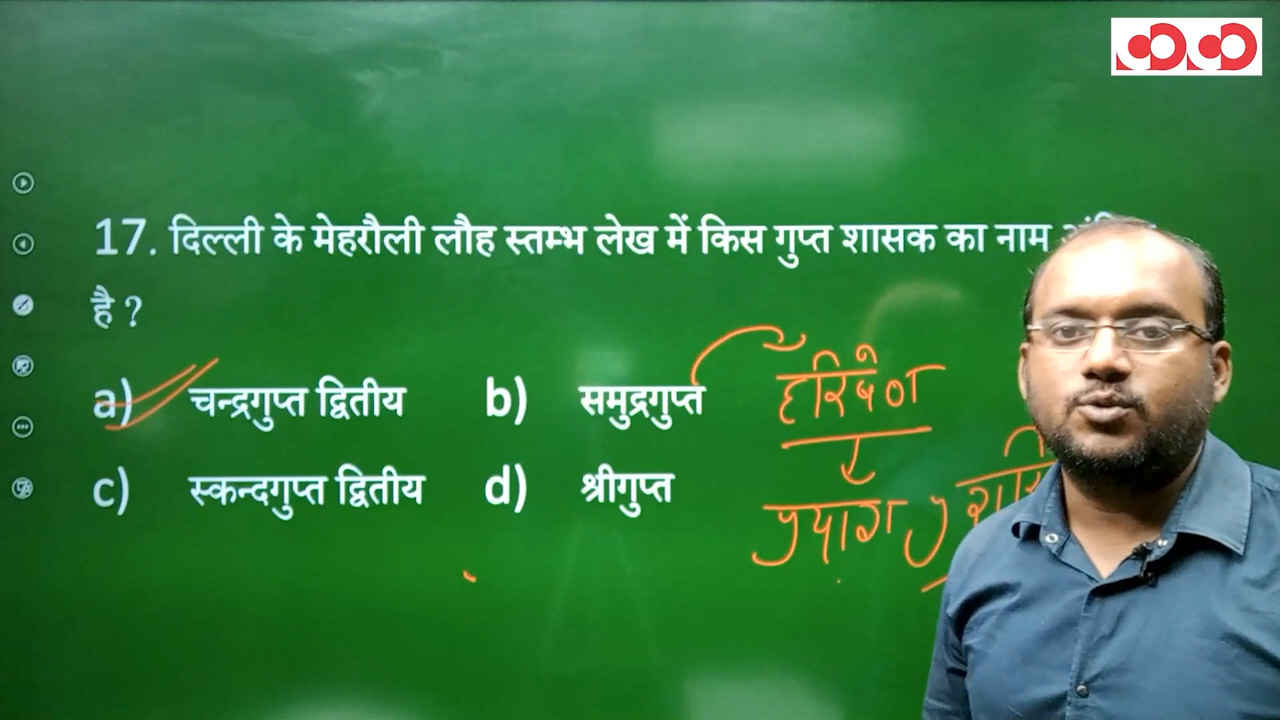 17. दिल्ली के मेहरौली लौह स्तम्भ लेख में किस गुप्त शासक का नाम
है ?
a) चन्द्रगुप्त द्वितीय b) समुद्रगुप्त
हरिषेण
c) स्कन्दगुप्त द्वितीय d) श्रीगुप्त
प्रयाग